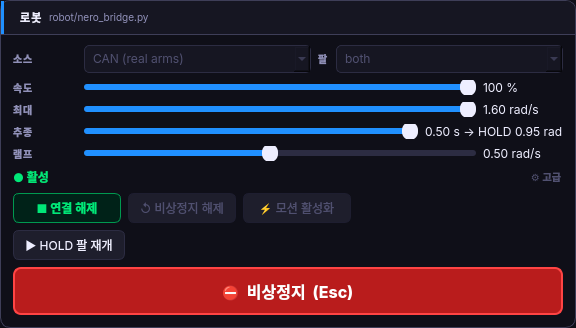 로봇 robot/nero_bridge.py
소스 CAN (real arms) 팔 both
속도 100 %
최대 1.60 rad/s
추종 0.50 s → HOLD 0.95 rad
램프 0.50 rad/s
● 활성 ⚙ 고급
■ 연결 해제 ↺ 비상정지 해제 ⚡ 모션 활성화
▶ HOLD 팔 재개
⛔ 비상정지 (Esc)